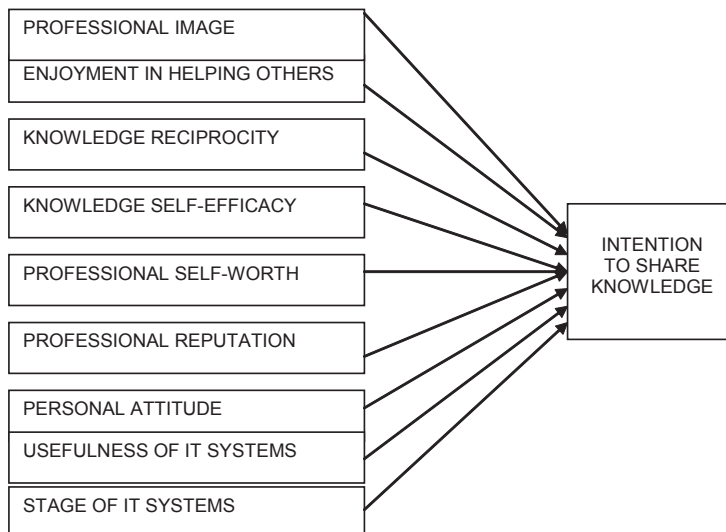 PROFESSIONAL IMAGE
ENJOYMENT IN HELPING OTHERS
KNOWLEDGE RECIPROCITY
KNOWLEDGE SELF-EFFICACY
PROFESSIONAL SELF-WORTH
PROFESSIONAL REPUTATION
PERSONAL ATTITUDE
USEFULNESS OF IT SYSTEMS
STAGE OF IT SYSTEMS
INTENTION
TO SHARE
KNOWLEDGE